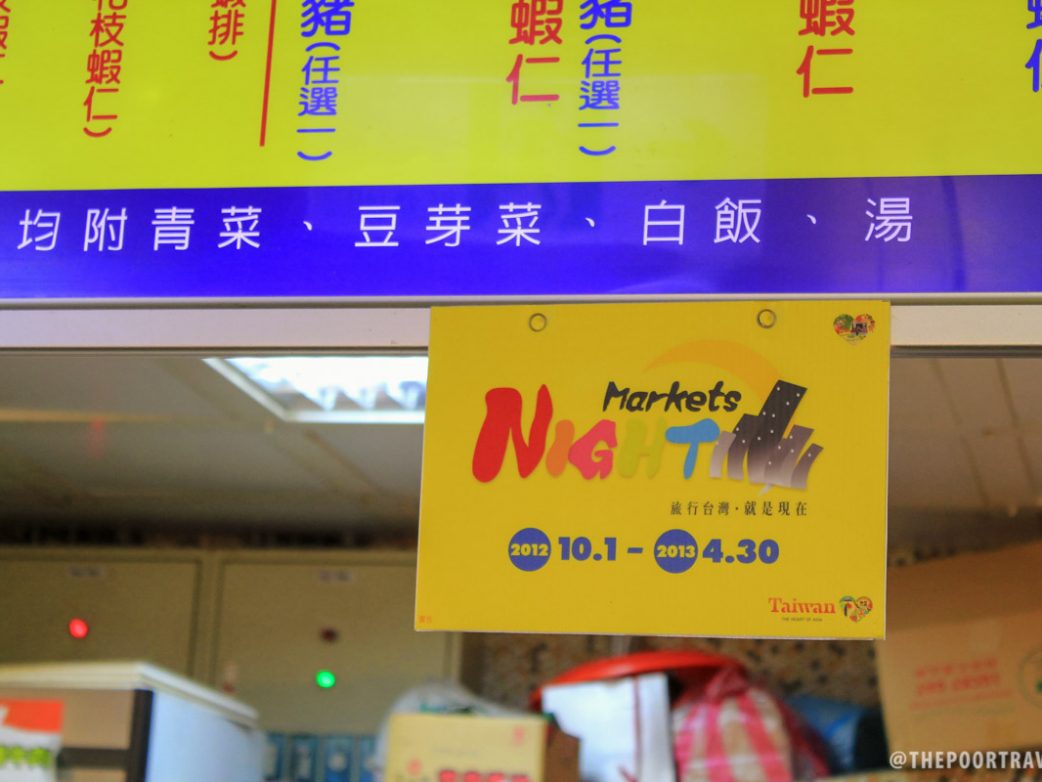 花枝蝦仁)
蝦排)
豬(任選一)
蝦仁
豬(任選一)
蝦仁
均附青菜、豆芽菜、白飯、湯
Markets
NIGHT
旅行台灣・就是現在
2012 10.1 - 2013 4.30
Taiwan
THE HEART OF ASIA
@THEPOORTRAV